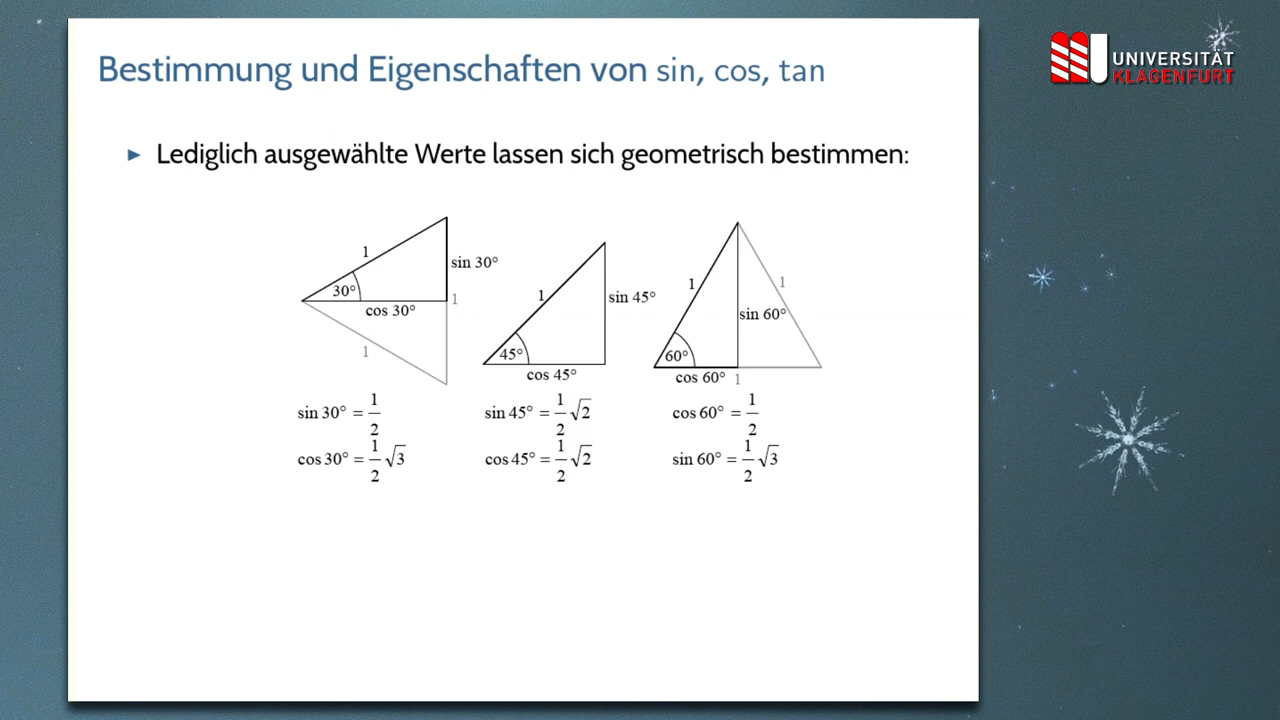 Bestimmung und Eigenschaften von sin, cos, tan
UNIVERSITÄT
KLAGENFURT
► Lediglich ausgewählte Werte lassen sich geometrisch bestimmen:
1
sin 30°
30°
cos 30°
1
1
1
sin 45°
45°
cos 45°
1
1
sin 60°
60°
cos 60°
1
sin 30° = 1/2
cos 30° = 1/2 √3
sin 45° = 1/2 √2
cos 45° = 1/2 √2
cos 60° = 1/2
sin 60° = 1/2 √3